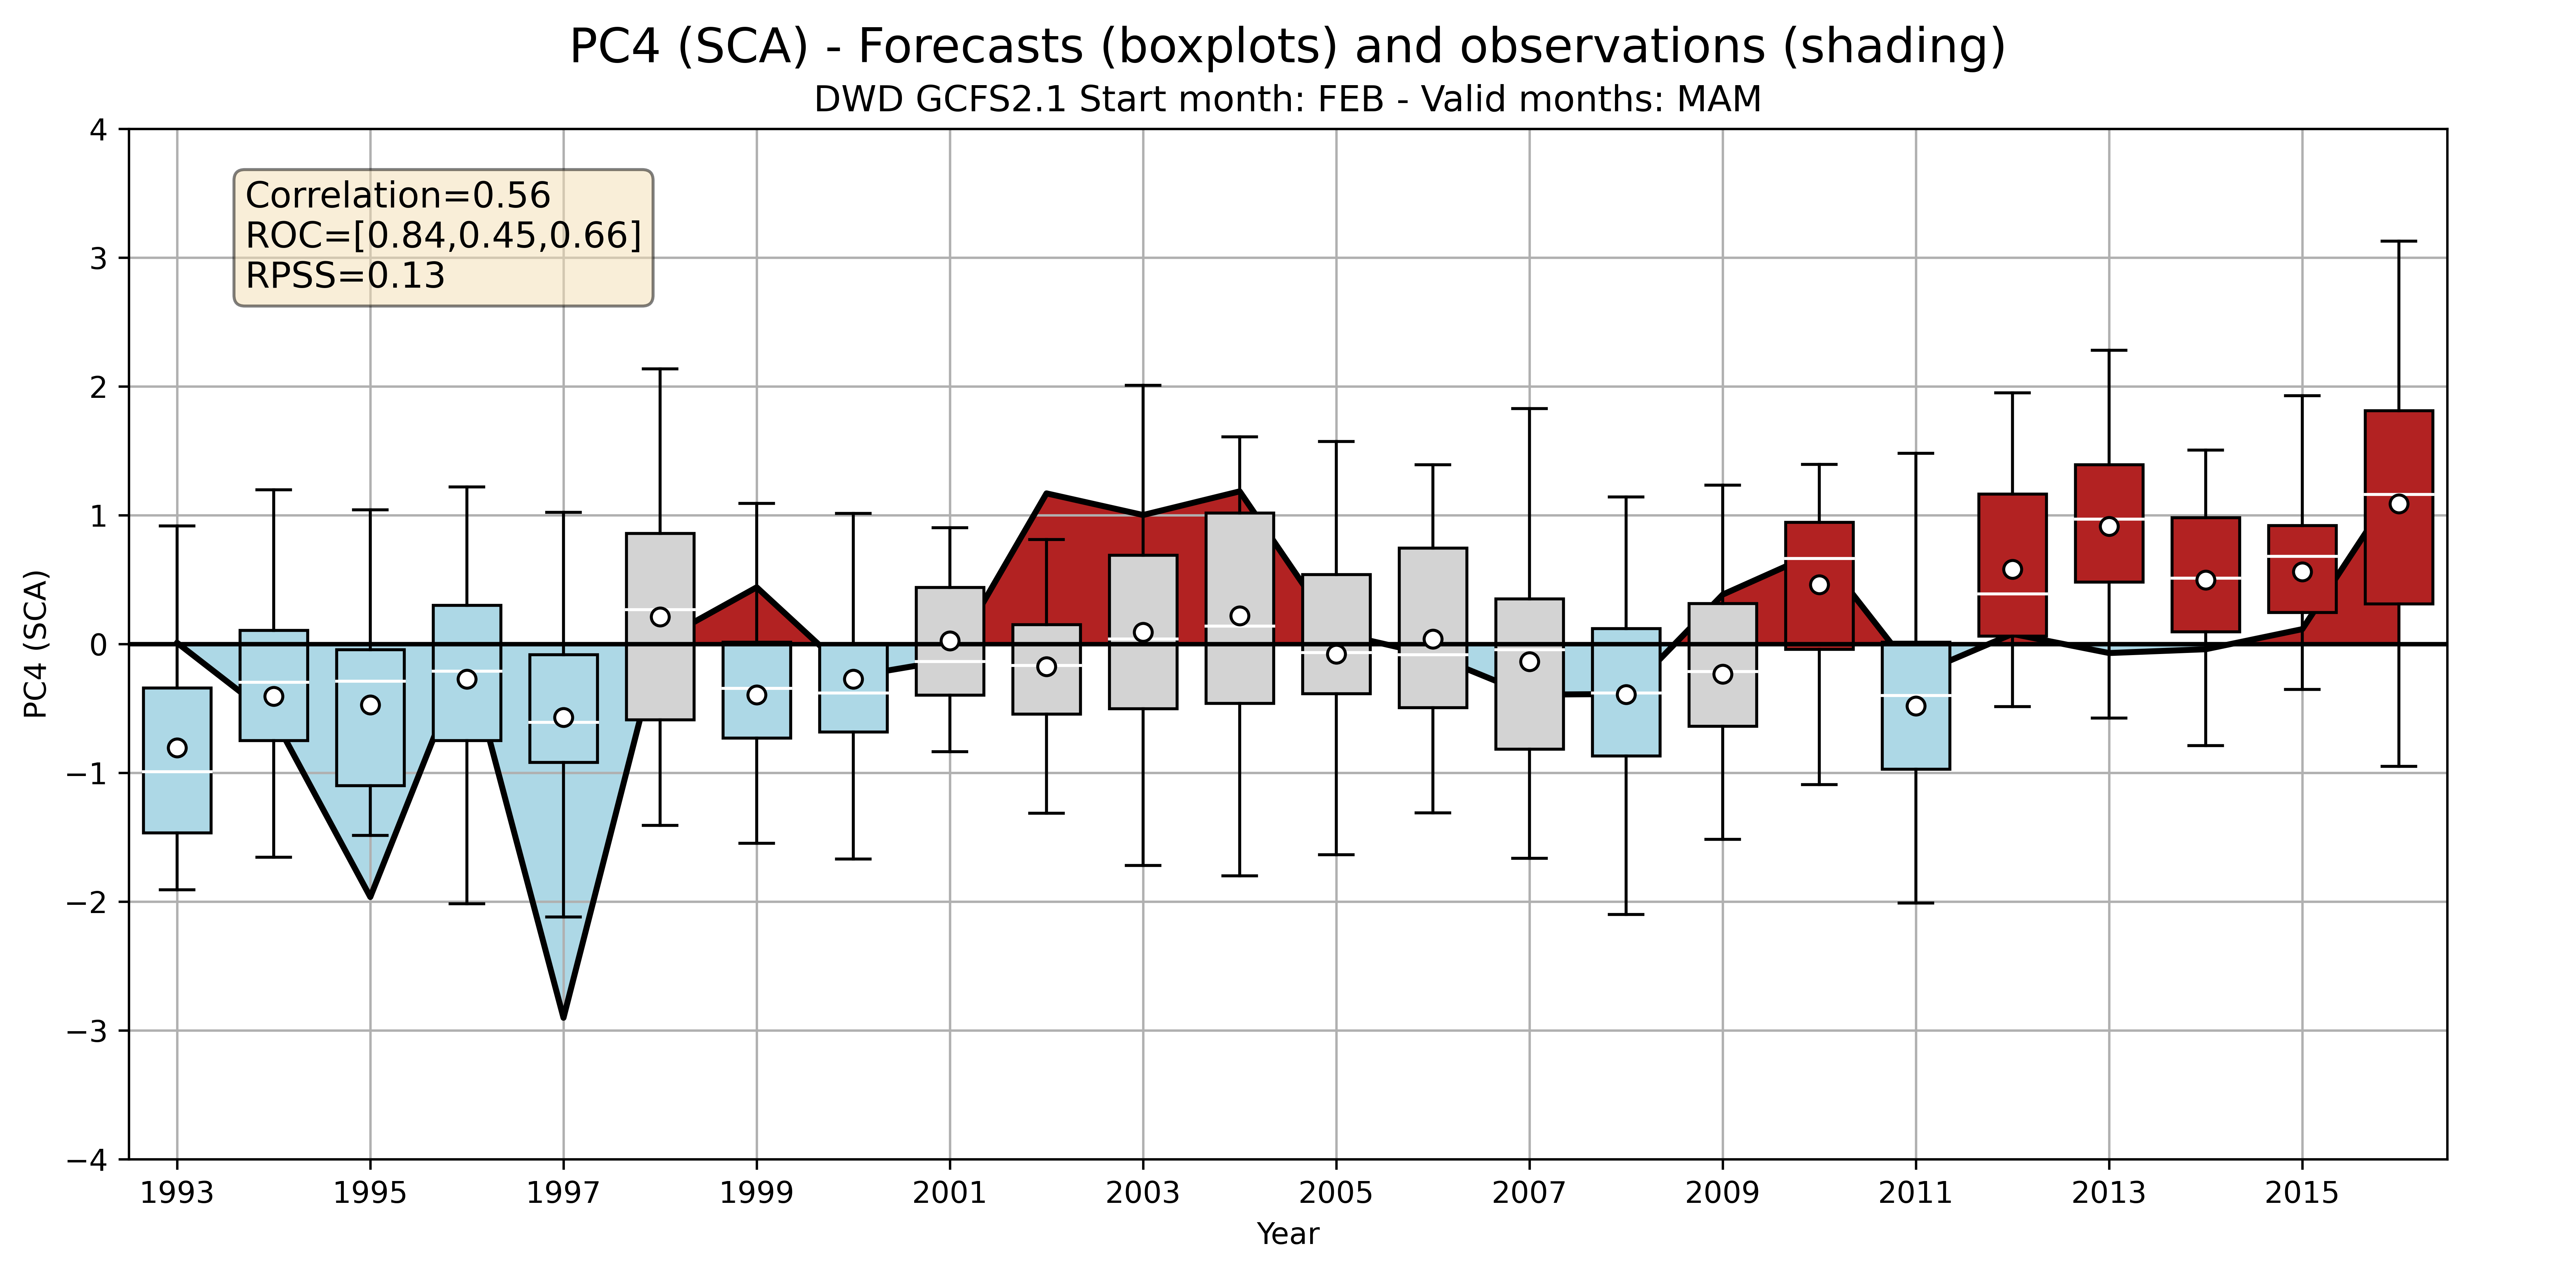 PC4 (SCA) - Forecasts (boxplots) and observations (shading)
DWD GCFS2.1 Start month: FEB - Valid months: MAM
Correlation=0.56
ROC=[0.84,0.45,0.66]
RPSS=0.13
PC4 (SCA)
4
3
2
1
0
−1
−2
−3
−4
1993 1995 1997 1999 2001 2003 2005 2007 2009 2011 2013 2015
Year